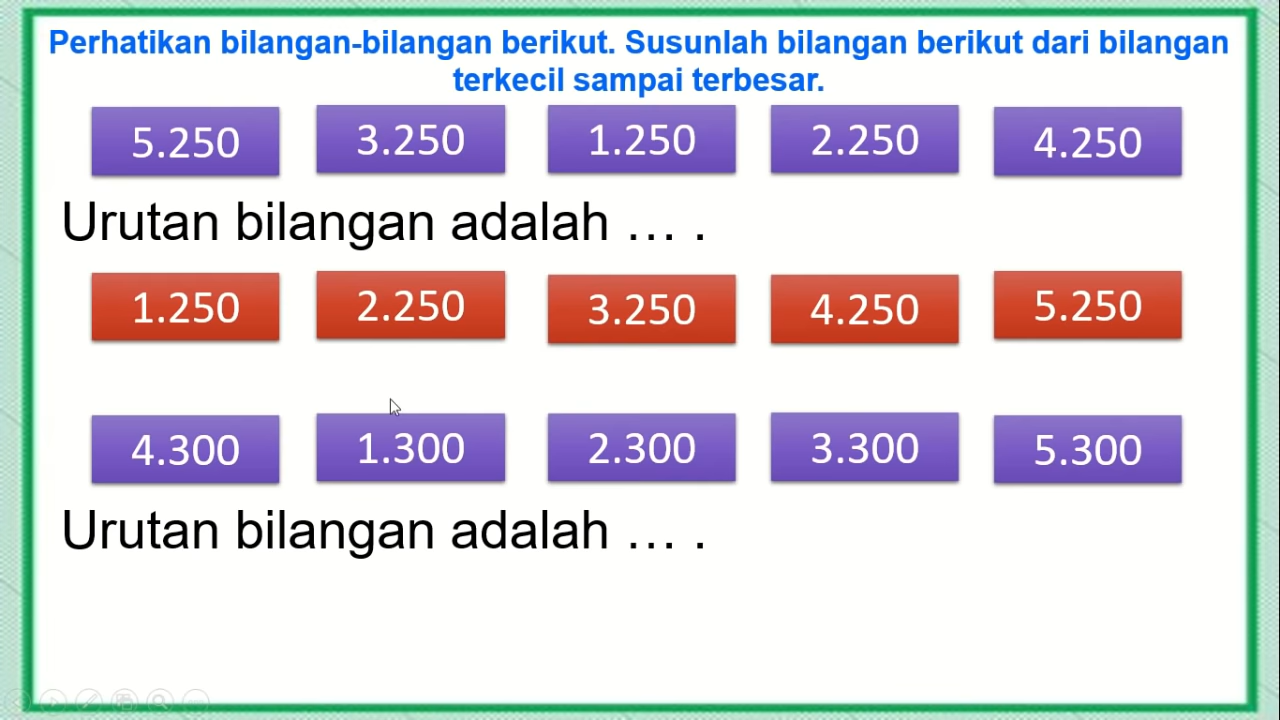 Perhatikan bilangan-bilangan berikut. Susunlah bilangan berikut dari bilangan
terkecil sampai terbesar.
5.250 3.250 1.250 2.250 4.250
Urutan bilangan adalah … .
1.250 2.250 3.250 4.250 5.250
4.300 1.300 2.300 3.300 5.300
Urutan bilangan adalah … .